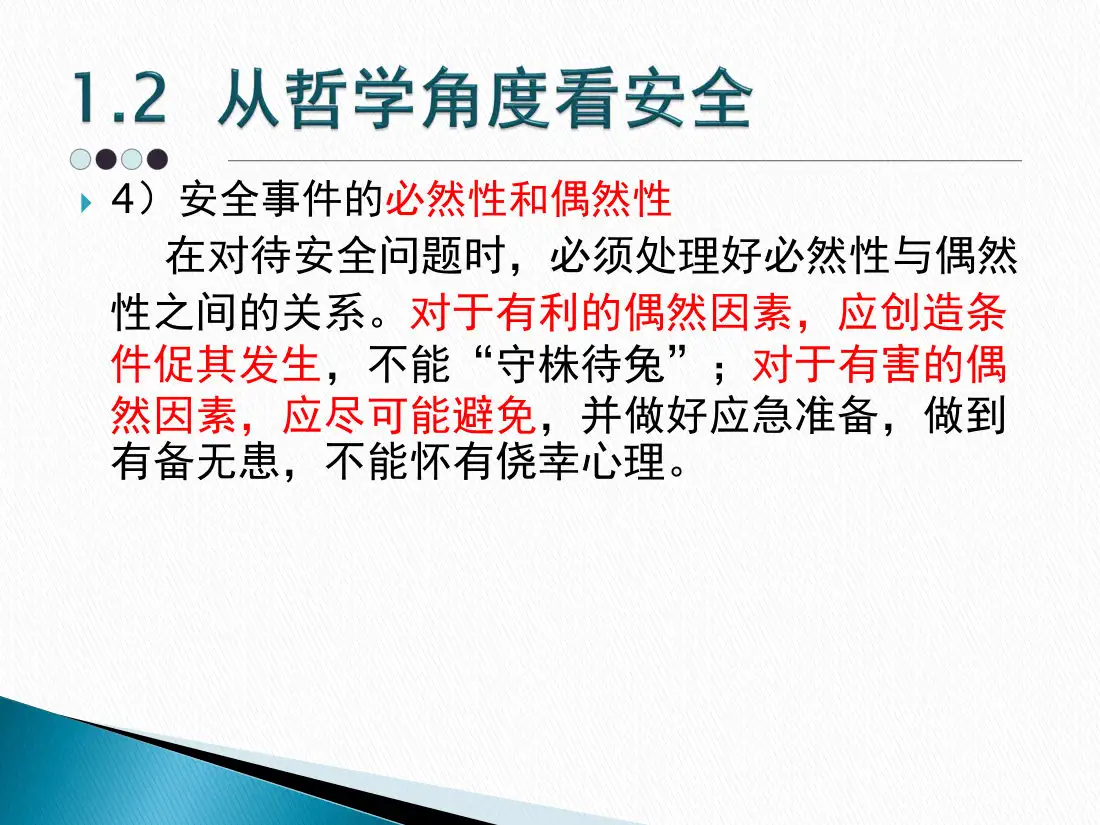 1.2 从哲学角度看安全
4）安全事件的必然性和偶然性
在对待安全问题时，必须处理好必然性与偶然
性之间的关系。对于有利的偶然因素，应创造条
件促其发生，不能“守株待兔”；对于有害的偶
然因素，应尽可能避免，并做好应急准备，做到
有备无患，不能怀有侥幸心理。